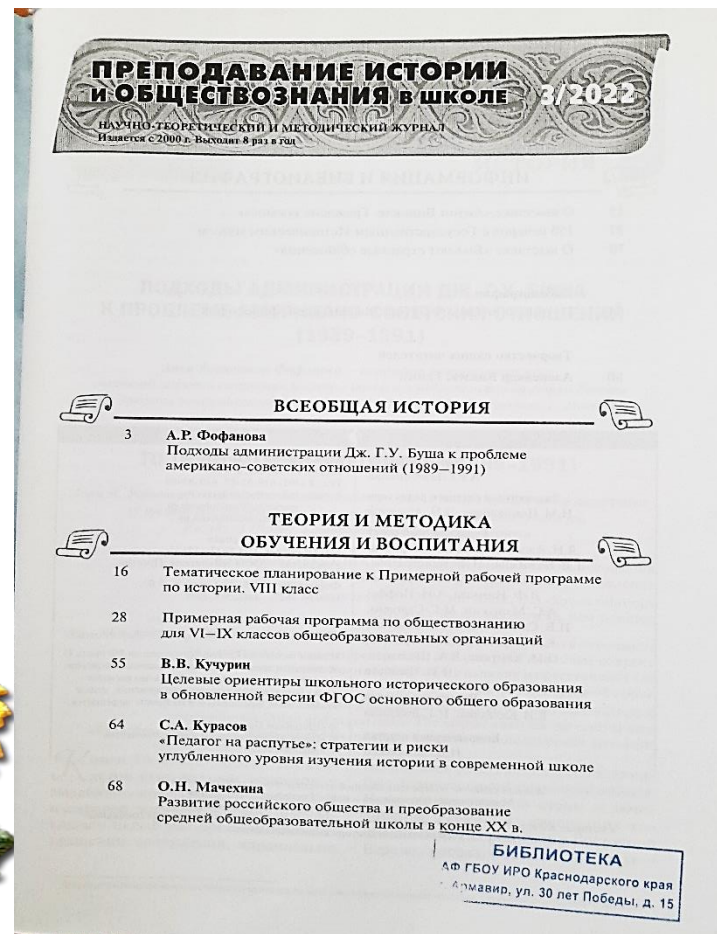 ПРЕПОДАВАНИЕ ИСТОРИИ
и ОБЩЕСТВОЗНАНИЯ в школе 3/2022
НАУЧНО-ТЕОРЕТИЧЕСКИЙ И МЕТОДИЧЕСКИЙ ЖУРНАЛ
Издается с 2000 г. Выходит 8 раз в год
ВСЕОБЩАЯ ИСТОРИЯ
3 А.Р. Фофанова
Подходы администрации Дж. Г.У. Буша к проблеме
американо-советских отношений (1989—1991)
ТЕОРИЯ И МЕТОДИКА
ОБУЧЕНИЯ И ВОСПИТАНИЯ
16 Тематическое планирование к Примерной рабочей программе
по истории. VIII класс
28 Примерная рабочая программа по обществознанию
для VI—IX классов общеобразовательных организаций
55 В.В. Кучурин
Целевые ориентиры школьного исторического образования
в обновленной версии ФГОС основного общего образования
64 С.А. Курасов
«Педагог на распутье»: стратегии и риски
углубленного уровня изучения истории в современной школе
68 О.Н. Мачехина
Развитие российского общества и преобразование
средней общеобразовательной школы в конце XX в.
БИБЛИОТЕКА
АФ ГБОУ ИРО Краснодарского края
Армавир, ул. 30 лет Победы, д. 15